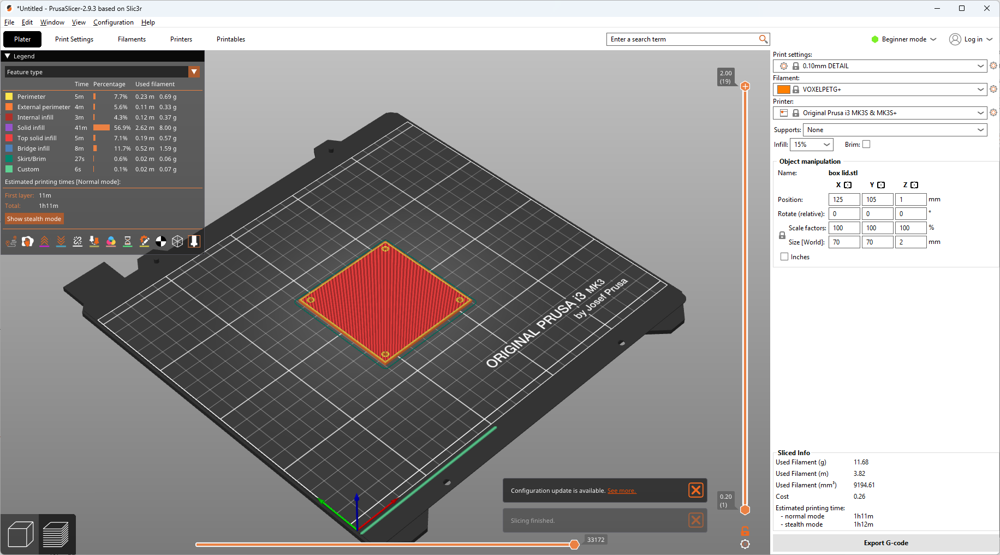 *Untitled - PrusaSlicer-2.9.3 based on Slic3r
File Edit Window View Configuration Help
Plater Print Settings Filaments Printers Printables Enter a search term Beginner mode Log in
Legend
Feature type
Time Percentage Used filament
Perimeter 5m 7.7% 0.23 m 0.69 g
External perimeter 4m 5.6% 0.11 m 0.33 g
Internal infill 3m 4.3% 0.12 m 0.37 g
Solid infill 41m 56.9% 2.62 m 8.00 g
Top solid infill 5m 7.1% 0.19 m 0.57 g
Bridge infill 8m 11.7% 0.52 m 1.59 g
Skirt/Brim 27s 0.6% 0.02 m 0.06 g
Custom 6s 0.1% 0.02 m 0.07 g
Estimated printing times [Normal mode]:
First layer: 11m
Total: 1h11m
Show stealth mode
ORIGINAL PRUSA i3 MK3
by Josef Prusa
2.00
(19)
0.20
(1)
Configuration update is available. See more.
Slicing finished.
33172
Print settings:
0.10mm DETAIL
Filament:
VOXELPETG+
Printer:
Original Prusa i3 MK3S & MK3S+
Supports: None
Infill: 15% Brim:
Object manipulation
Name: box lid.stl
X Y Z
Position: 125 105 1 mm
Rotate (relative): 0 0 0 °
Scale factors: 100 100 100 %
Size [World]: 70 70 2 mm
Inches
Sliced Info
Used Filament (g) 11.68
Used Filament (m) 3.82
Used Filament (mm³) 9194.61
Cost 0.26
Estimated printing time:
- normal mode 1h11m
- stealth mode 1h12m
Export G-code